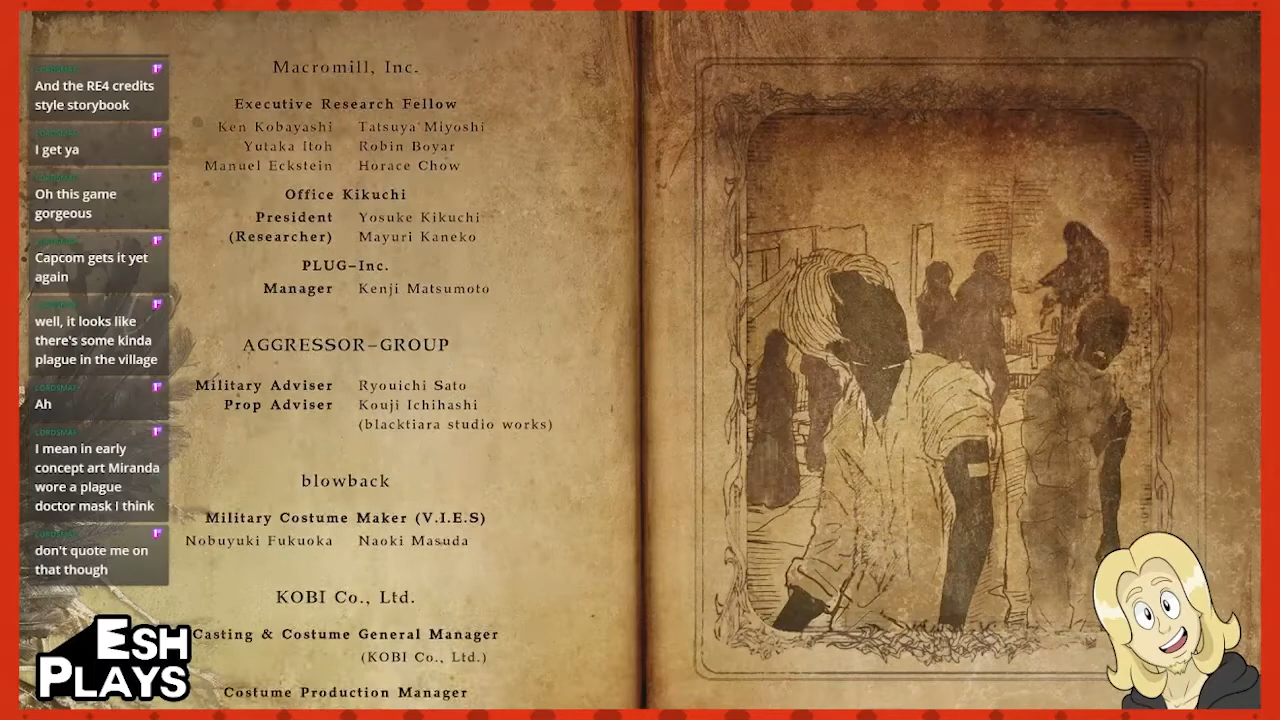 And the RE4 credits
style storybook
I get ya
Oh this game
gorgeous
Capcom gets it yet
again
well, it looks like
there's some kinda
plague in the village
Ah
I mean in early
concept art Miranda
wore a plague
doctor mask I think
don't quote me on
that though
ESH
PLAYS
Macromill, Inc.
Executive Research Fellow
Ken Kobayashi Tatsuya Miyoshi
Yutaka Itoh Robin Boyar
Manuel Eckstein Horace Chow
Office Kikuchi
President Yosuke Kikuchi
(Researcher) Mayuri Kaneko
PLUG-Inc.
Manager Kenji Matsumoto
AGGRESSOR-GROUP
Military Adviser Ryouichi Sato
Prop Adviser Kouji Ichihashi
(blacktiara studio works)
blowback
Military Costume Maker (V.I.E.S)
Nobuyuki Fukuoka Naoki Masuda
KOBI Co., Ltd.
Casting & Costume General Manager
(KOBI Co., Ltd.)
Costume Production Manager